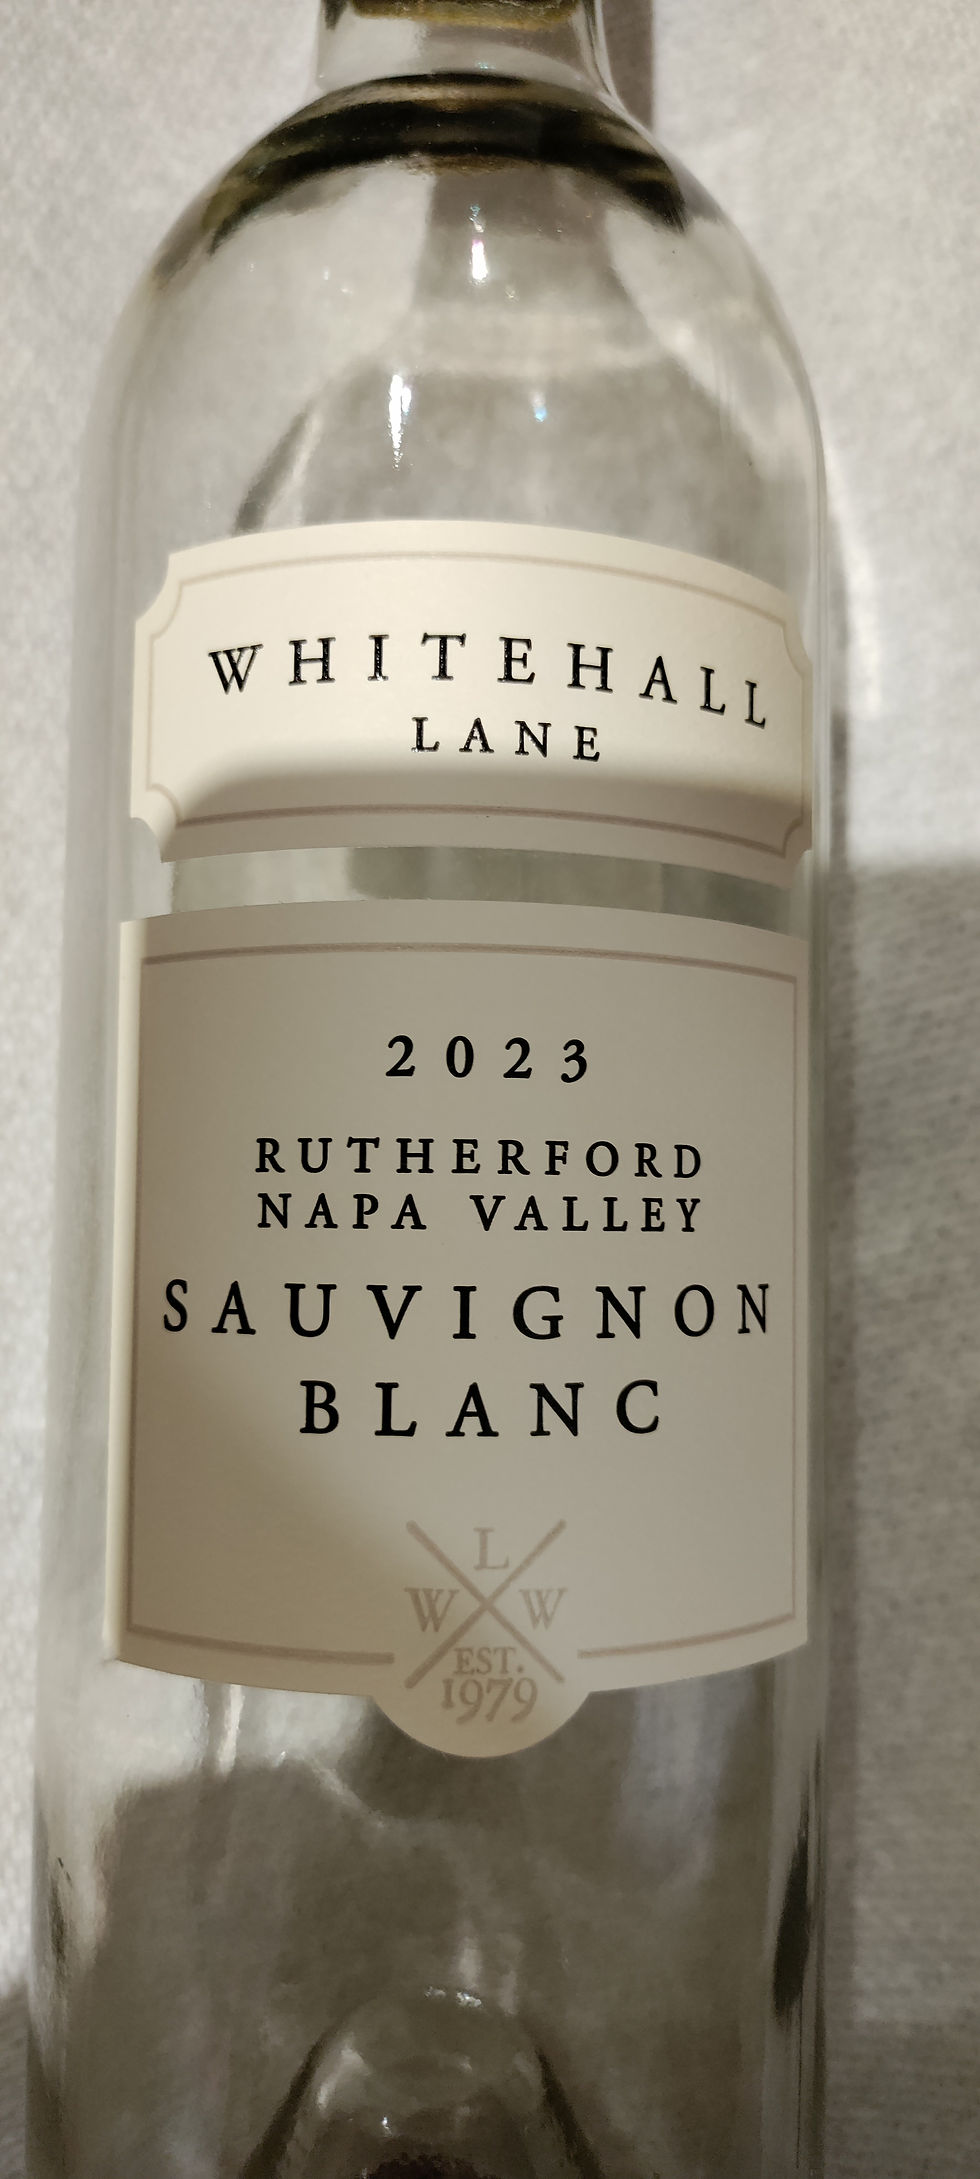 WHITEHALL
LANE
2023
RUTHERFORD
NAPA VALLEY
SAUVIGNON
BLANC
L
W W
EST.
1979